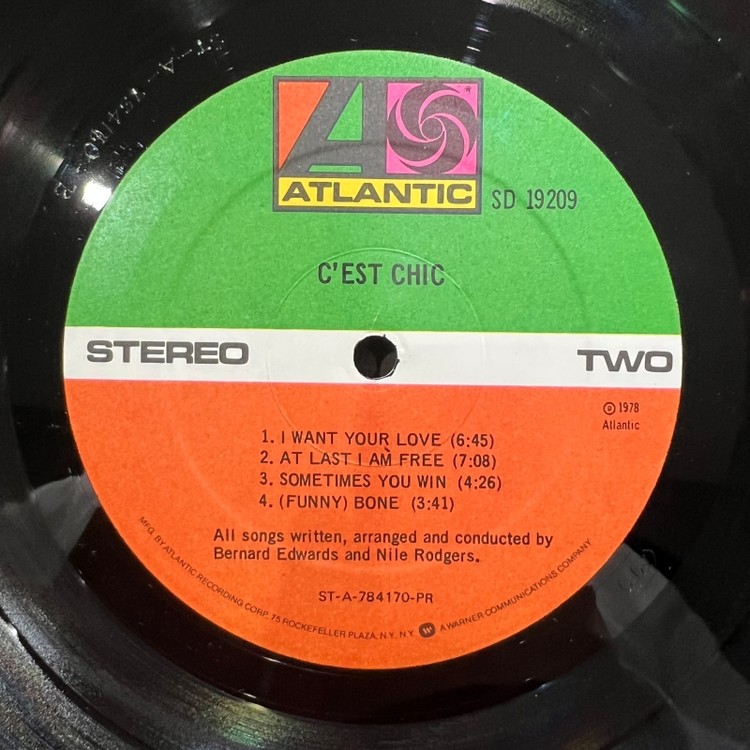 ATLANTIC
SD 19209
C'EST CHIC
STEREO
TWO
℗ 1978
Atlantic
1. I WANT YOUR LOVE (6:45)
2. AT LAST I AM FREE (7:08)
3. SOMETIMES YOU WIN (4:26)
4. (FUNNY) BONE (3:41)
All songs written, arranged and conducted by
Bernard Edwards and Nile Rodgers.
ST-A-784170-PR
MFG. BY ATLANTIC RECORDING CORP. 75 ROCKEFELLER PLAZA, N.Y. N.Y. A WARNER COMMUNICATIONS COMPANY